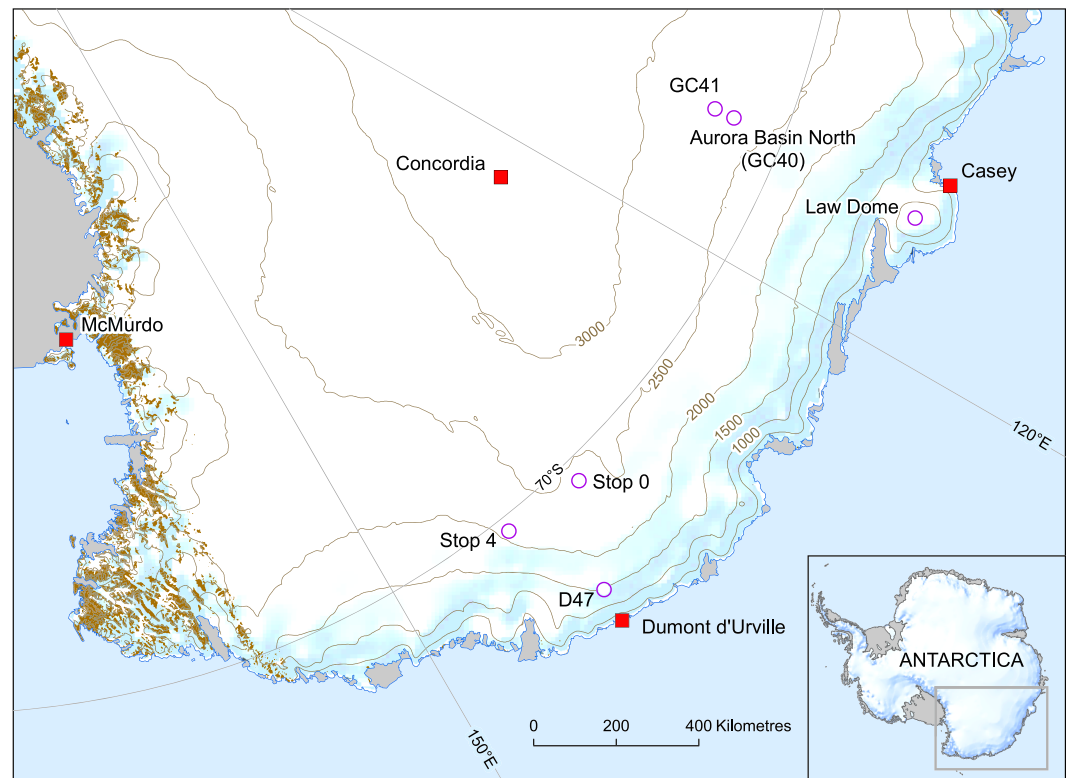 GC41
Aurora Basin North
(GC40)
Concordia
Casey
Law Dome
McMurdo
3000
2500
2000
1500
1000
120°E
70°S
Stop 0
Stop 4
D47
Dumont d'Urville
ANTARCTICA
0 200 400 Kilometres
150°E